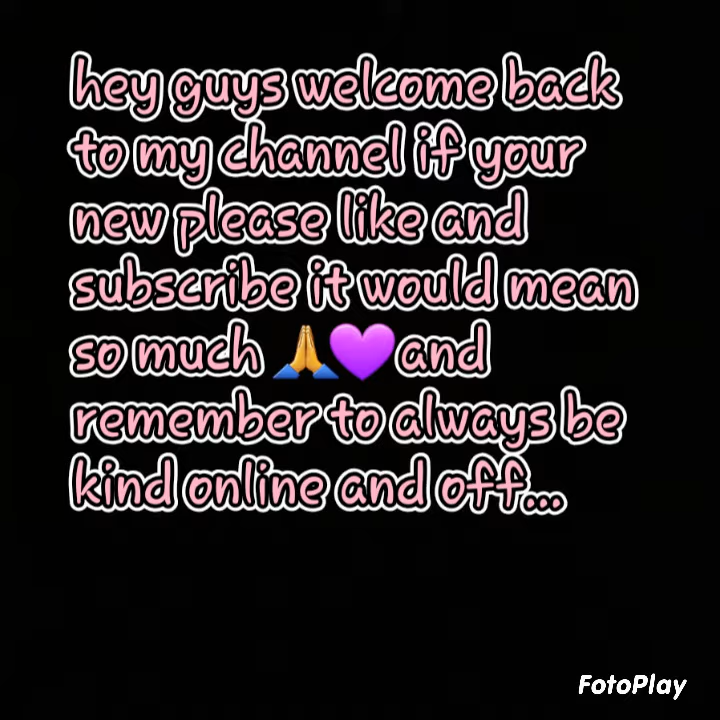 hey guys welcome back
to my channel if your
new please like and
subscribe it would mean
so much 🙏💜and
remember to always be
kind online and off...
FotoPlay